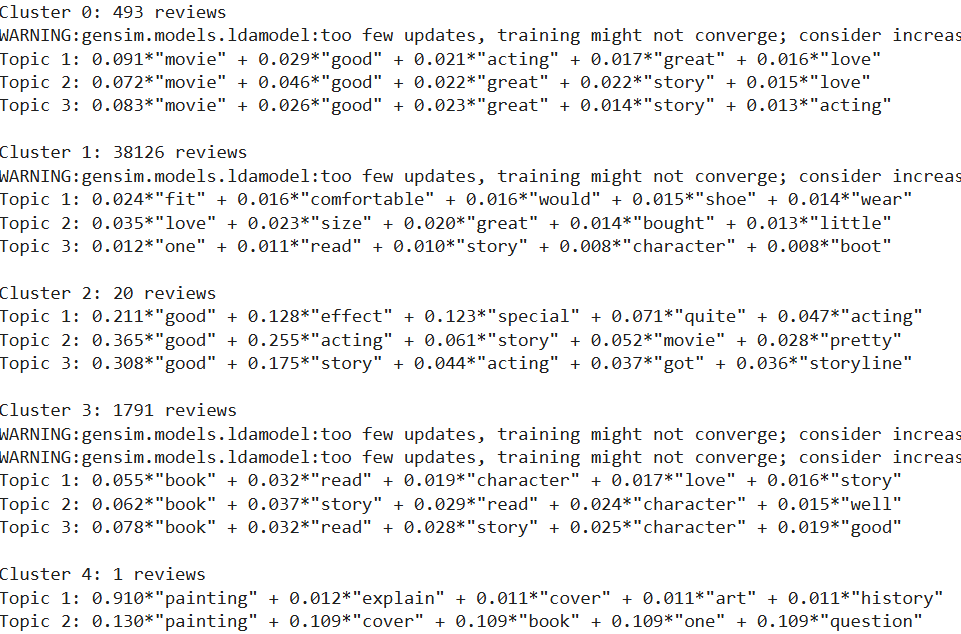 Cluster 0: 493 reviews
WARNING:gensim.models.ldamodel:too few updates, training might not converge; consider increas
Topic 1: 0.091*"movie" + 0.029*"good" + 0.021*"acting" + 0.017*"great" + 0.016*"love"
Topic 2: 0.072*"movie" + 0.046*"good" + 0.022*"great" + 0.022*"story" + 0.015*"love"
Topic 3: 0.083*"movie" + 0.026*"good" + 0.023*"great" + 0.014*"story" + 0.013*"acting"
Cluster 1: 38126 reviews
WARNING:gensim.models.ldamodel:too few updates, training might not converge; consider increas
Topic 1: 0.024*"fit" + 0.016*"comfortable" + 0.016*"would" + 0.015*"shoe" + 0.014*"wear"
Topic 2: 0.035*"love" + 0.023*"size" + 0.020*"great" + 0.014*"bought" + 0.013*"little"
Topic 3: 0.012*"one" + 0.011*"read" + 0.010*"story" + 0.008*"character" + 0.008*"boot"
Cluster 2: 20 reviews
Topic 1: 0.211*"good" + 0.128*"effect" + 0.123*"special" + 0.071*"quite" + 0.047*"acting"
Topic 2: 0.365*"good" + 0.255*"acting" + 0.061*"story" + 0.052*"movie" + 0.028*"pretty"
Topic 3: 0.308*"good" + 0.175*"story" + 0.044*"acting" + 0.037*"got" + 0.036*"storyline"
Cluster 3: 1791 reviews
WARNING:gensim.models.ldamodel:too few updates, training might not converge; consider increas
WARNING:gensim.models.ldamodel:too few updates, training might not converge; consider increas
Topic 1: 0.055*"book" + 0.032*"read" + 0.019*"character" + 0.017*"love" + 0.016*"story"
Topic 2: 0.062*"book" + 0.037*"story" + 0.029*"read" + 0.024*"character" + 0.015*"well"
Topic 3: 0.078*"book" + 0.032*"read" + 0.028*"story" + 0.025*"character" + 0.019*"good"
Cluster 4: 1 reviews
Topic 1: 0.910*"painting" + 0.012*"explain" + 0.011*"cover" + 0.011*"art" + 0.011*"history"
Topic 2: 0.130*"painting" + 0.109*"cover" + 0.109*"book" + 0.109*"one" + 0.109*"question"